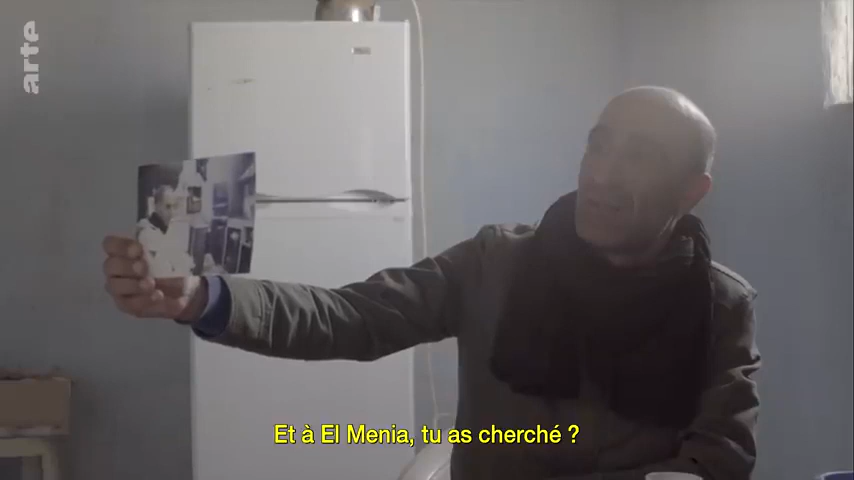 arte
Et à El Menia, tu as cherché ?